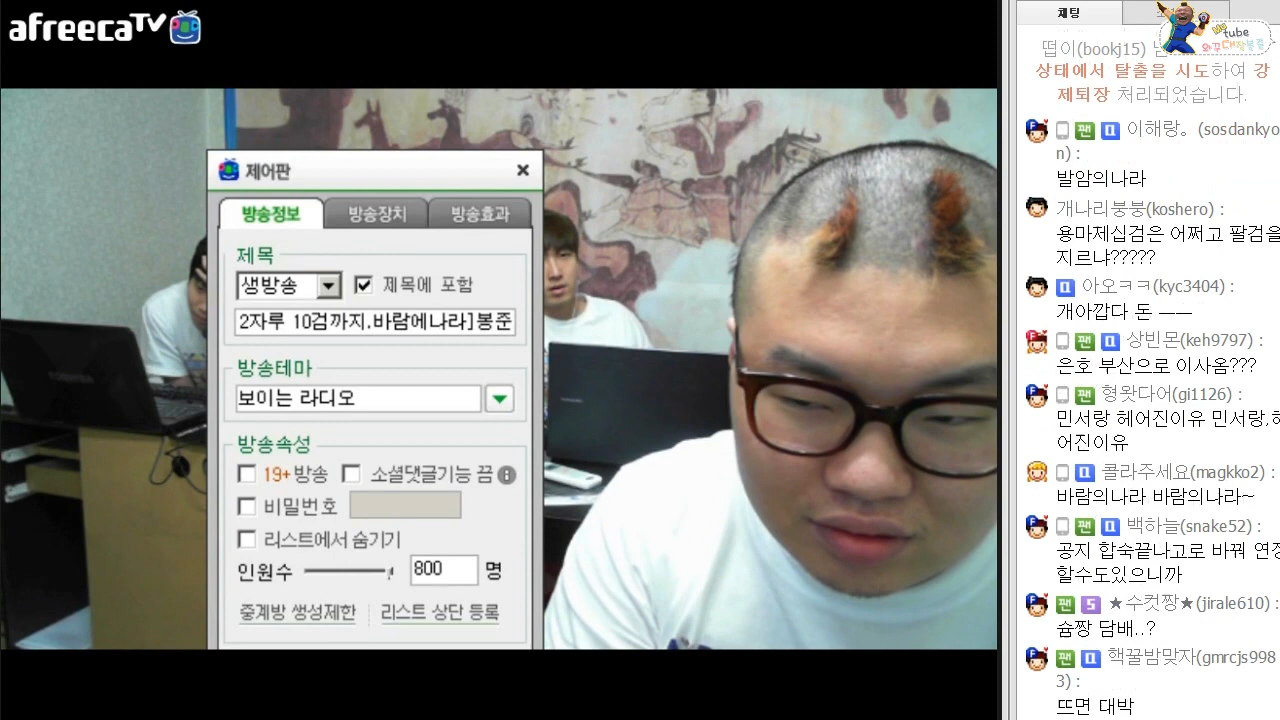 afreecaTV
제어판
방송정보 방송장치 방송효과
제목
생방송 제목에 포함
2자루 10검까지.바람에나라]봉준
방송테마
보이는 라디오
방송속성
19+방송 소셜댓글기능 끔
비밀번호
리스트에서 숨기기
인원수 800 명
중계방 생성제한 리스트 상단 등록
채팅
tube
떱이(bookj15)
상태에서 탈출을 시도하여 강
제퇴장 처리되었습니다.
팬 이해랑。(sosdankyo
n) :
발암의나라
개나리붕붕(koshero) :
용마제십검은 어쩌고 팔검을
지르냐?????
아오ㅋㅋ(kyc3404) :
개아깝다 돈 ㅡㅡ
팬 상빈몬(keh9797) :
은호 부산으로 이사옴???
팬 형왓다어(gi1126) :
민서랑 헤어진이유 민서랑.헤
어진이유
콜라주세요(magkko2) :
바람의나라 바람의나라~
팬 백하늘(snake52) :
공지 합숙끝나고로 바꿔
할수도있으니까
팬 S ★수컷짱★(jirale610) :
슘짱 담배..?
팬 핵꿀밤맞자(gmrcjs998
3) :
뜨면 대박